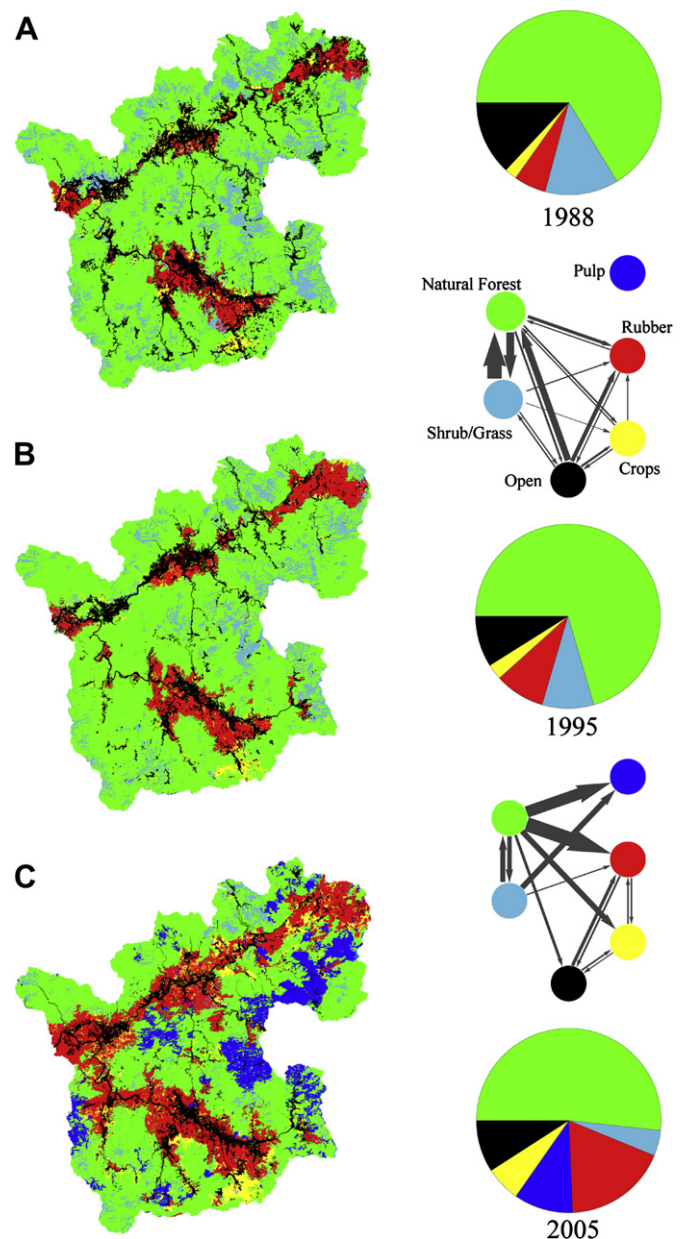 A
1988
Natural Forest
Pulp
Rubber
Shrub/Grass
Crops
Open
B
1995
C
2005